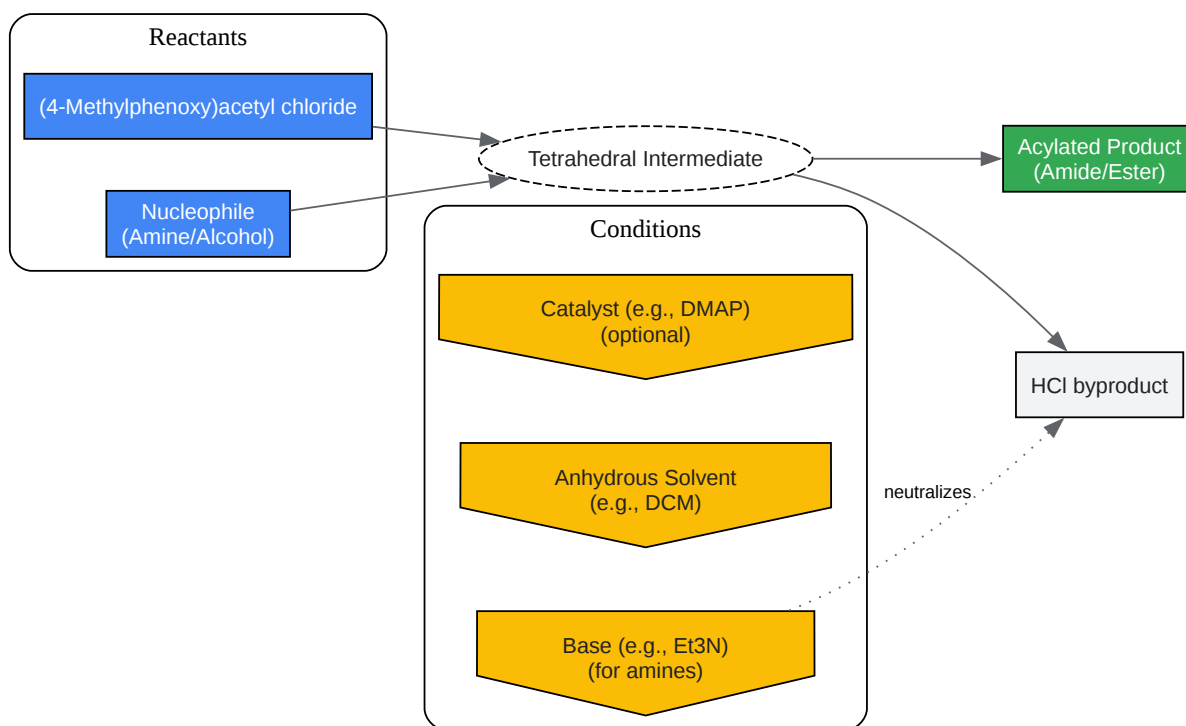 Reactants
(4-Methylphenoxy)acetyl chloride
Nucleophile
(Amine/Alcohol)
Tetrahedral Intermediate
Acylated Product
(Amide/Ester)
Conditions
Catalyst (e.g., DMAP)
(optional)
HCl byproduct
Anhydrous Solvent
(e.g., DCM)
neutralizes
Base (e.g., Et3N)
(for amines)